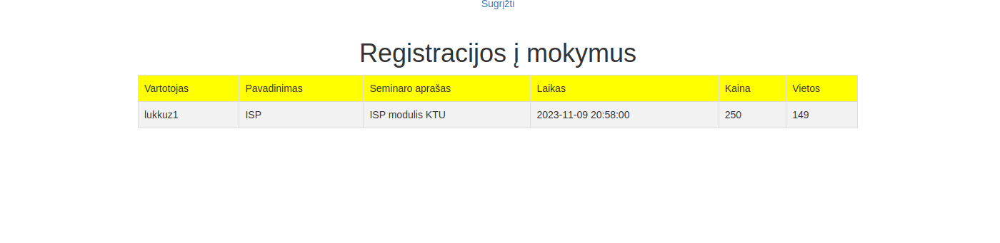 Sugrįžti
Registracijos į mokymus
Vartotojas Pavadinimas Seminaro aprašas Laikas Kaina Vietos
lukkuz1 ISP ISP modulis KTU 2023-11-09 20:58:00 250 149